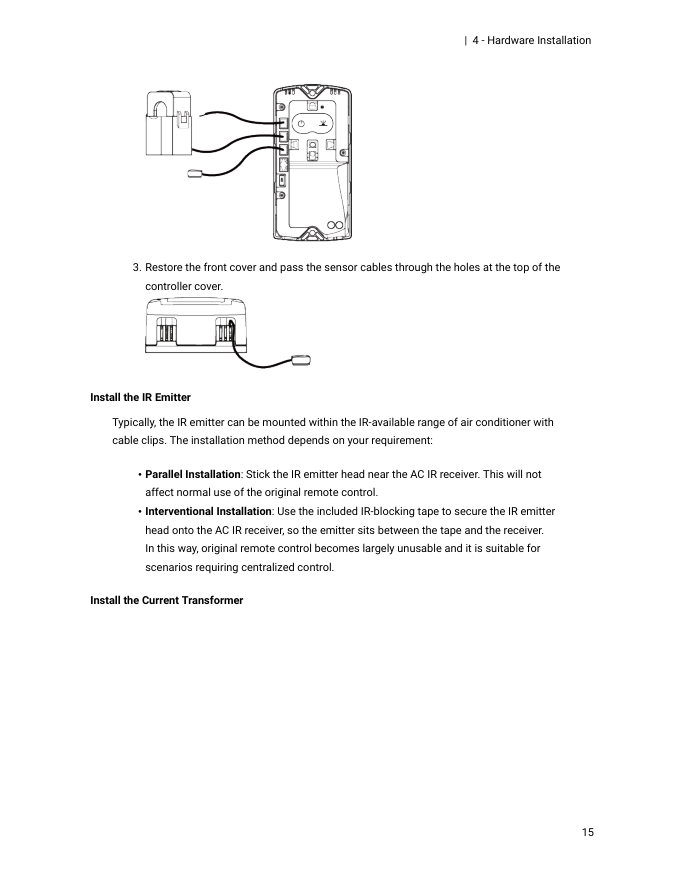 | 4 - Hardware Installation
3. Restore the front cover and pass the sensor cables through the holes at the top of the
controller cover.
Install the IR Emitter
Typically, the IR emitter can be mounted within the IR-available range of air conditioner with
cable clips. The installation method depends on your requirement:
• Parallel Installation: Stick the IR emitter head near the AC IR receiver. This will not
affect normal use of the original remote control.
• Interventional Installation: Use the included IR-blocking tape to secure the IR emitter
head onto the AC IR receiver, so the emitter sits between the tape and the receiver.
In this way, original remote control becomes largely unusable and it is suitable for
scenarios requiring centralized control.
Install the Current Transformer
15